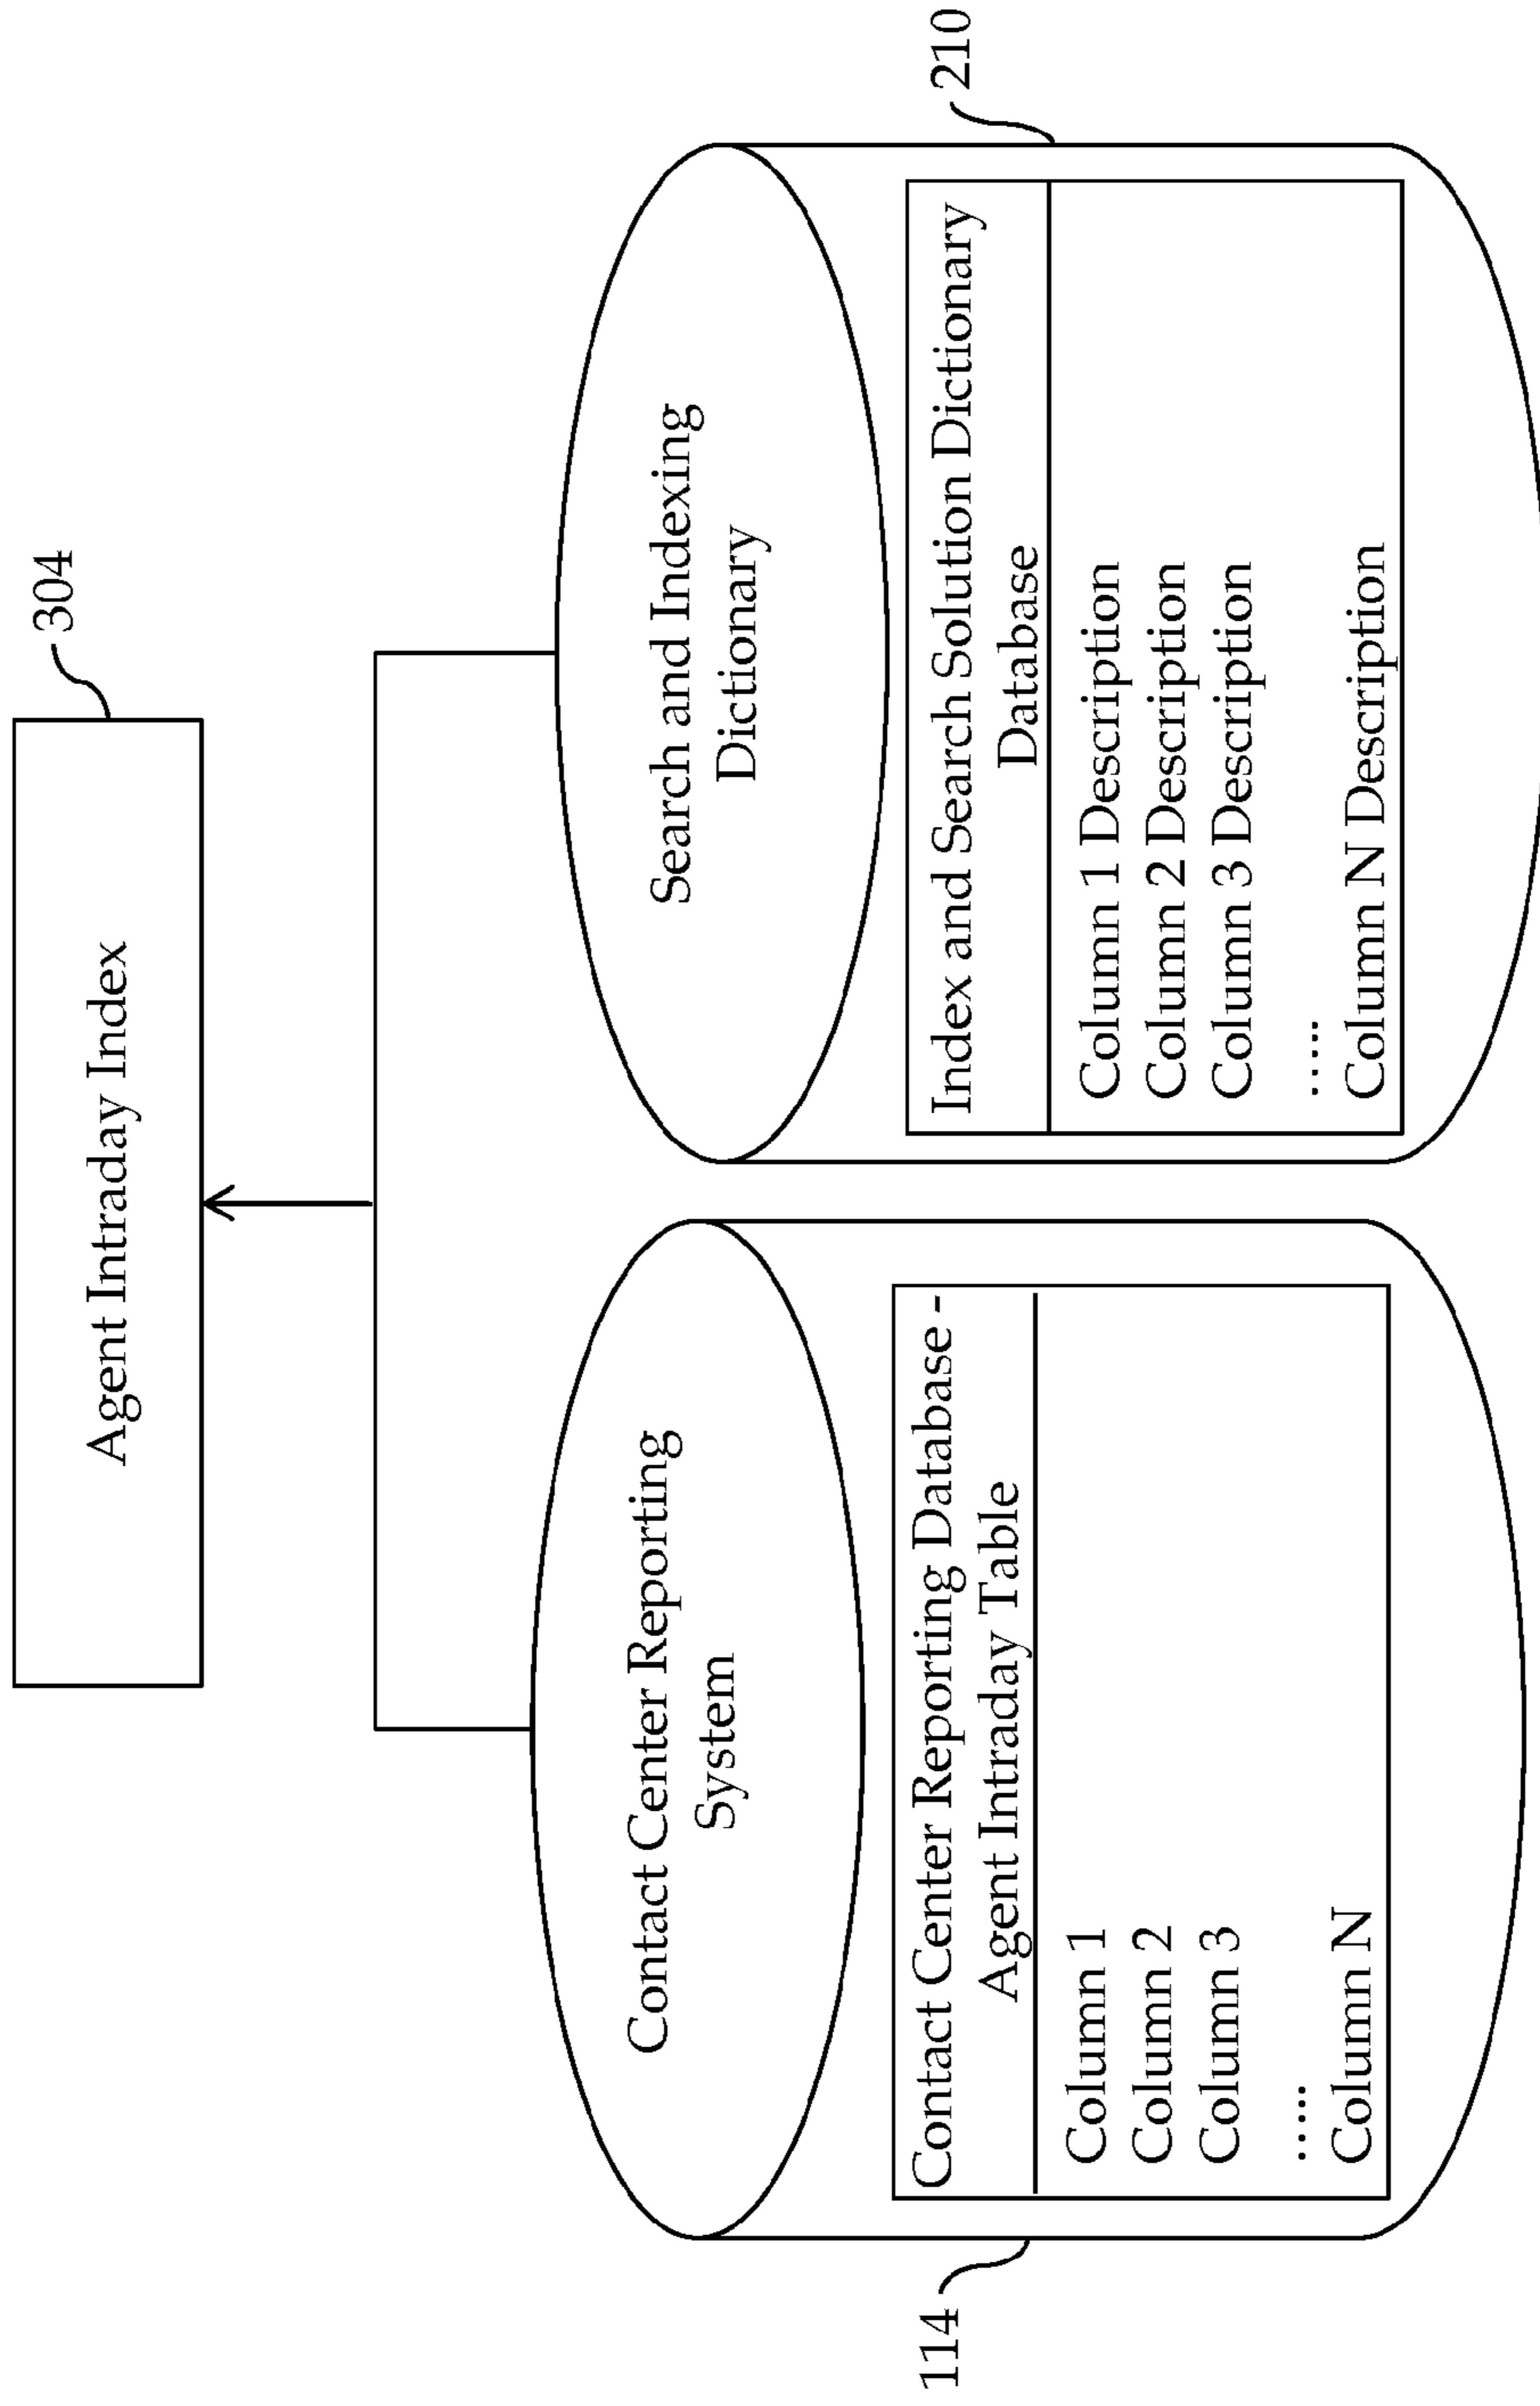 304
Agent Intraday Index
Contact Center Reporting
System
Contact Center Reporting Database -
Agent Intraday Table
Column 1
Column 2
Column 3
.....
Column N
114
Search and Indexing
Dictionary
Index and Search Solution Dictionary
Database
Column 1 Description
Column 2 Description
Column 3 Description
.....
Column N Description
210